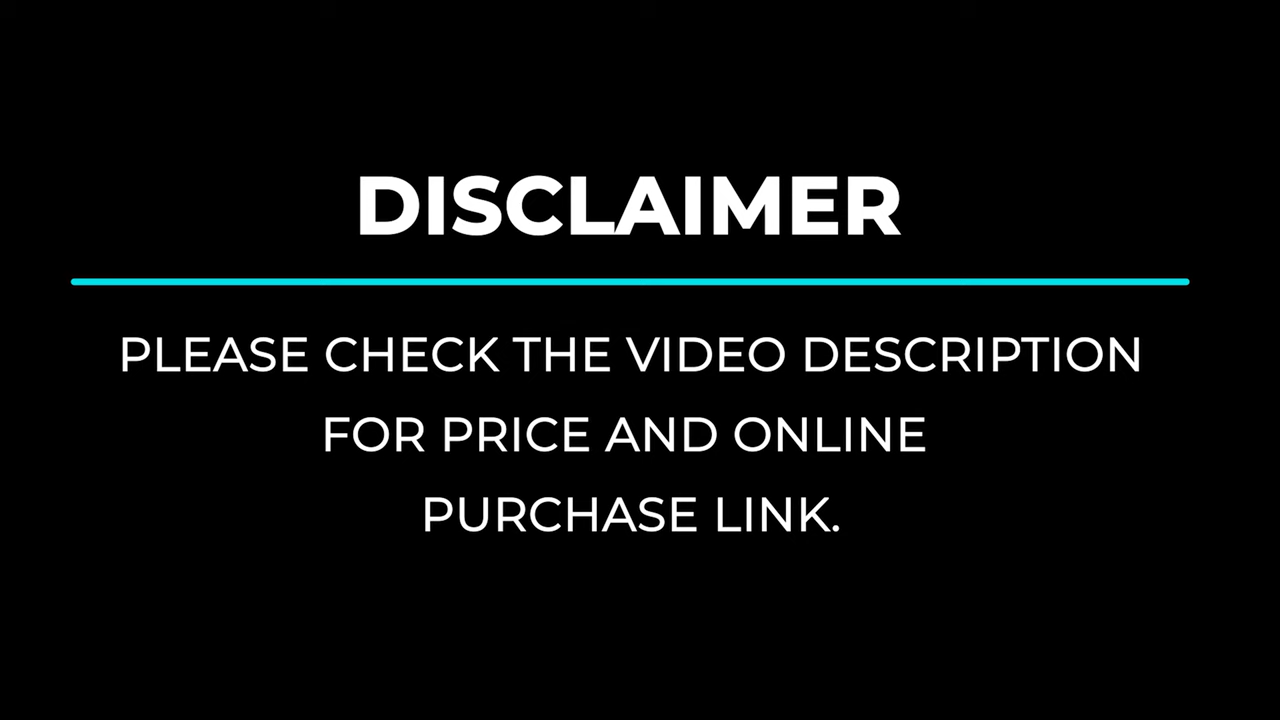 DISCLAIMER
PLEASE CHECK THE VIDEO DESCRIPTION
FOR PRICE AND ONLINE
PURCHASE LINK.